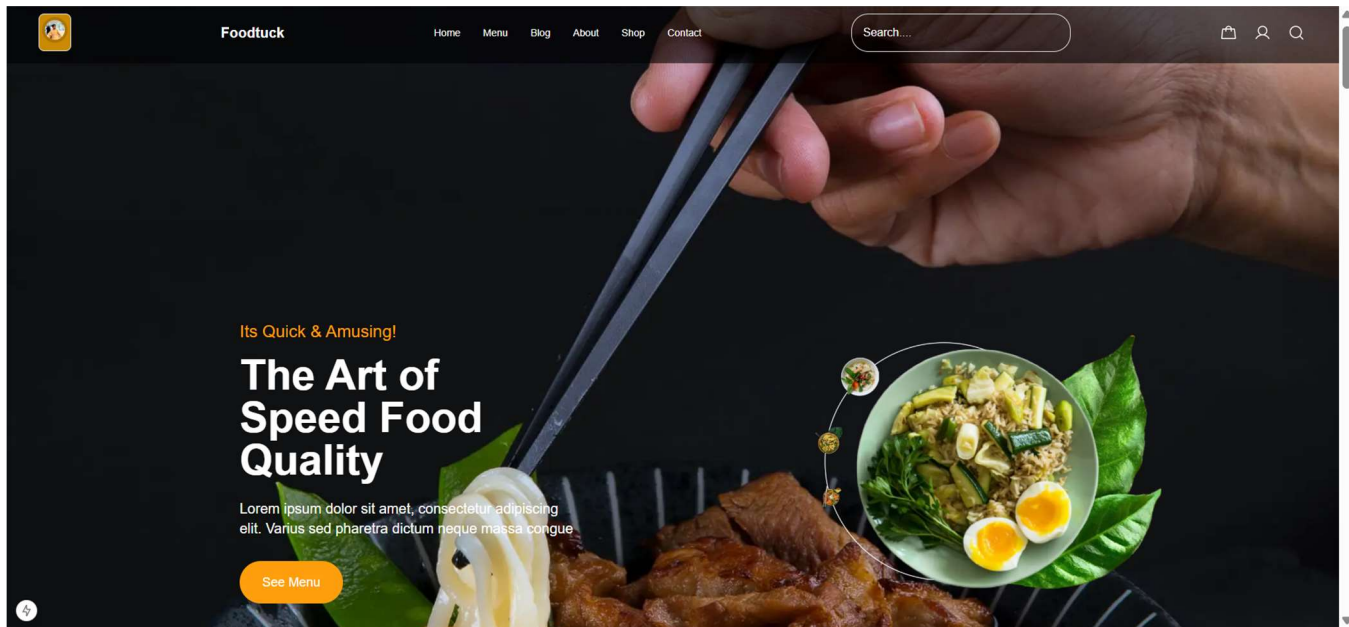 Foodtuck
Home Menu Blog About Shop Contact
Search....
Its Quick & Amusing!
The Art of
Speed Food
Quality
Lorem ipsum dolor sit amet, consectetur adipiscing
elit. Varius sed pharetra dictum neque massa congue
See Menu